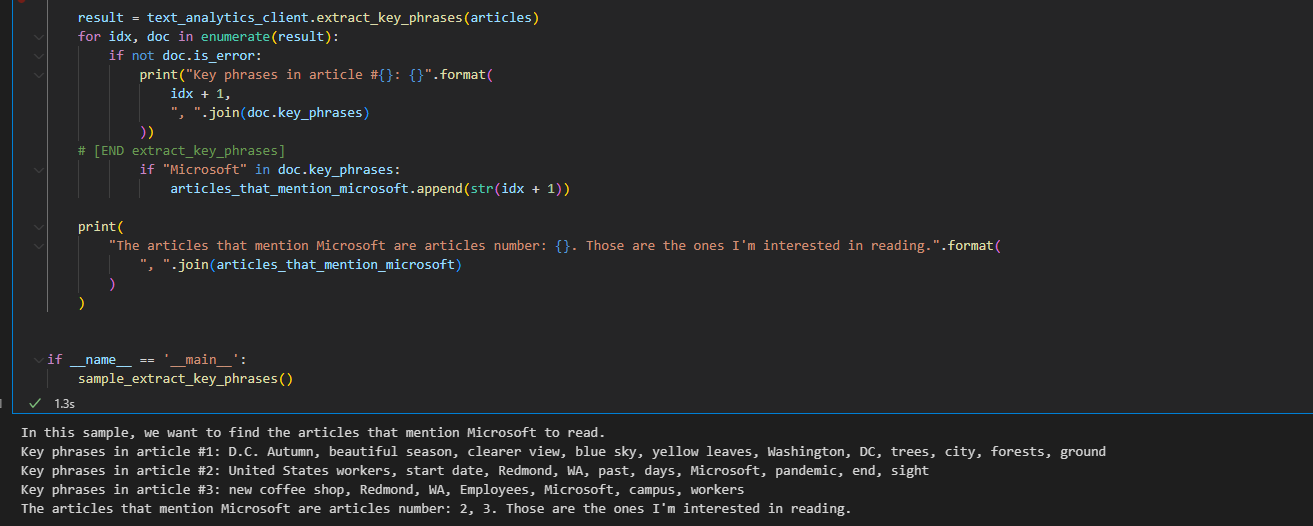 result = text_analytics_client.extract_key_phrases(articles)
for idx, doc in enumerate(result):
if not doc.is_error:
print("Key phrases in article #{}: {}".format(
idx + 1,
", ".join(doc.key_phrases)
))
# [END extract_key_phrases]
if "Microsoft" in doc.key_phrases:
articles_that_mention_microsoft.append(str(idx + 1))
print(
"The articles that mention Microsoft are articles number: {}. Those are the ones I'm interested in reading.".format(
", ".join(articles_that_mention_microsoft)
)
)
if __name__ == '__main__':
sample_extract_key_phrases()
1.3s
In this sample, we want to find the articles that mention Microsoft to read.
Key phrases in article #1: D.C. Autumn, beautiful season, clearer view, blue sky, yellow leaves, Washington, DC, trees, city, forests, ground
Key phrases in article #2: United States workers, start date, Redmond, WA, past, days, Microsoft, pandemic, end, sight
Key phrases in article #3: new coffee shop, Redmond, WA, Employees, Microsoft, campus, workers
The articles that mention Microsoft are articles number: 2, 3. Those are the ones I'm interested in reading.